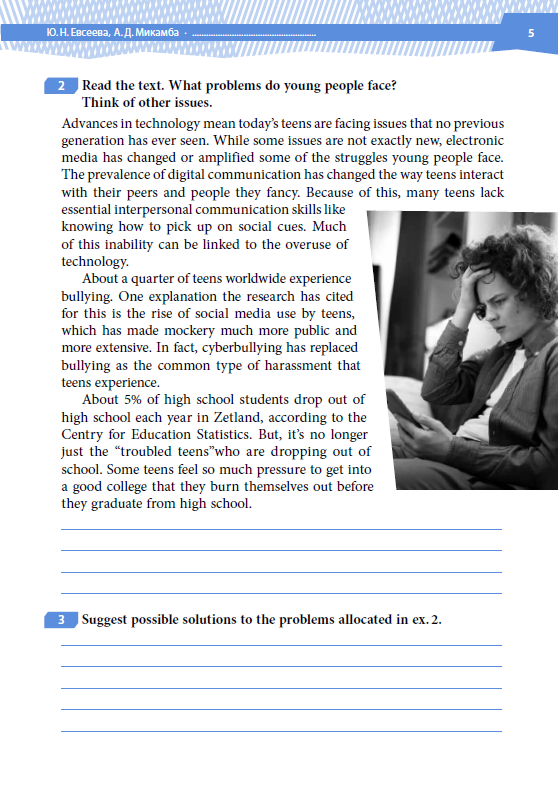 Ю. Н. Евсеева, А. Д. Микамба · ............................................................
5
2 Read the text. What problems do young people face?
Think of other issues.
Advances in technology mean today's teens are facing issues that no previous
generation has ever seen. While some issues are not exactly new, electronic
media has changed or amplified some of the struggles young people face.
The prevalence of digital communication has changed the way teens interact
with their peers and people they fancy. Because of this, many teens lack
essential interpersonal communication skills like
knowing how to pick up on social cues. Much
of this inability can be linked to the overuse of
technology.
About a quarter of teens worldwide experience
bullying. One explanation the research has cited
for this is the rise of social media use by teens,
which has made mockery much more public and
more extensive. In fact, cyberbullying has replaced
bullying as the common type of harassment that
teens experience.
About 5% of high school students drop out of
high school each year in Zetland, according to the
Centry for Education Statistics. But, it's no longer
just the “troubled teens”who are dropping out of
school. Some teens feel so much pressure to get into
a good college that they burn themselves out before
they graduate from high school.
3 Suggest possible solutions to the problems allocated in ex. 2.